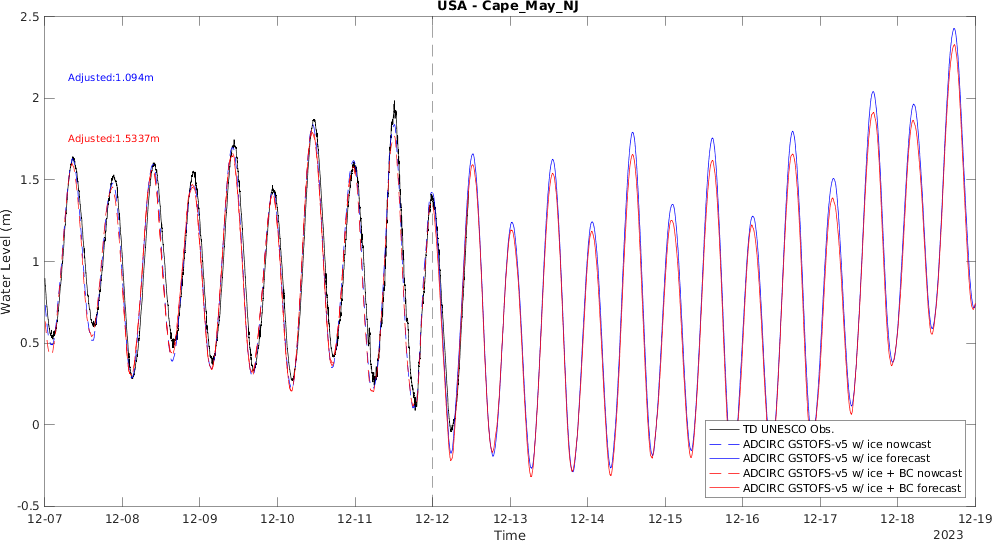 USA - Cape_May_NJ
2.5
2
1.5
1
0.5
0
-0.5
Water Level (m)
Adjusted:1.094m
Adjusted:1.5337m
TD UNESCO Obs.
ADCIRC GSTOFS-v5 w/ ice nowcast
ADCIRC GSTOFS-v5 w/ ice forecast
ADCIRC GSTOFS-v5 w/ice + BC nowcast
ADCIRC GSTOFS-v5 w/ice + BC forecast
12-07 12-08 12-09 12-10 12-11 12-12 12-13 12-14 12-15 12-16 12-17 12-18 12-19
Time
2023